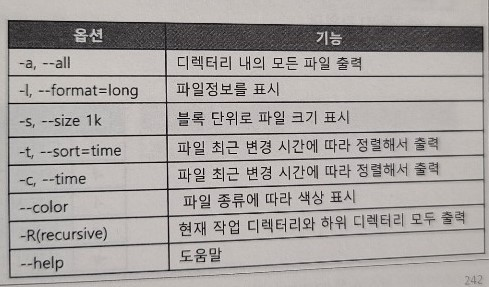 옵션 기능
-a, --all 디렉터리 내의 모든 파일 출력
-l, --format=long 파일정보를 표시
-s, --size 1k 블록 단위로 파일 크기 표시
-t, --sort=time 파일 최근 변경 시간에 따라 정렬해서 출력
-c, --time 파일 최근 변경 시간에 따라 정렬해서 출력
--color 파일 종류에 따라 색상 표시
-R(recursive) 현재 작업 디렉터리와 하위 디렉터리 모두 출력
--help 도움말
242